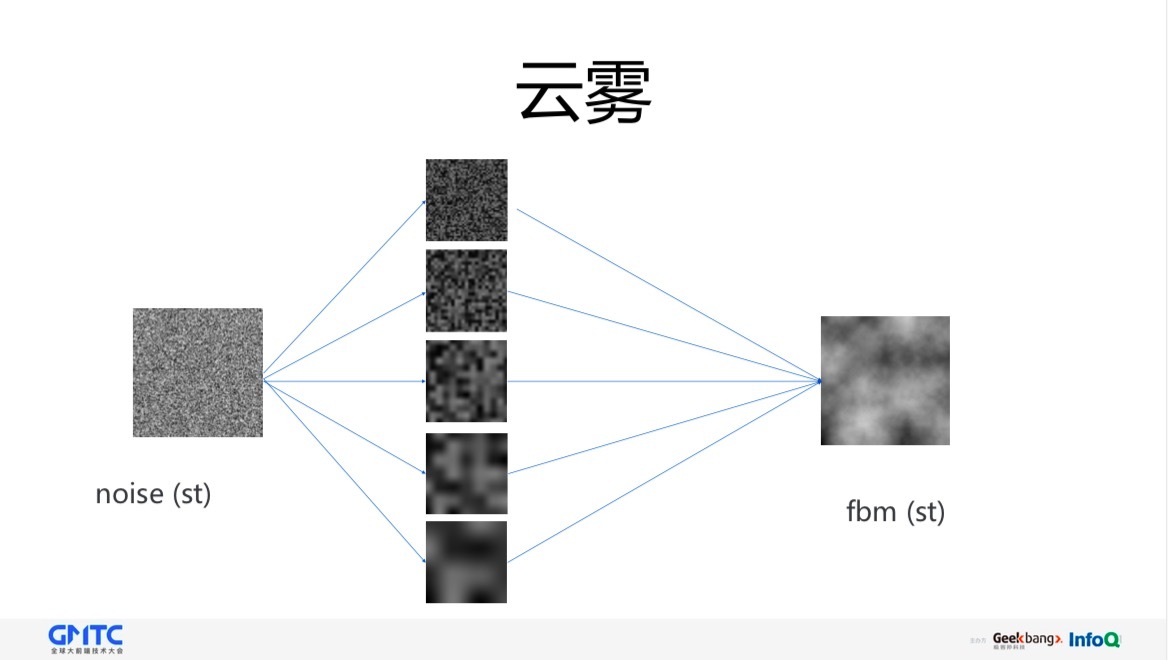 云雾
noise (st)
fbm (st)
GMTC
全球大前端技术大会
主办方
Geekbang>.
极客邦科技
InfoQ